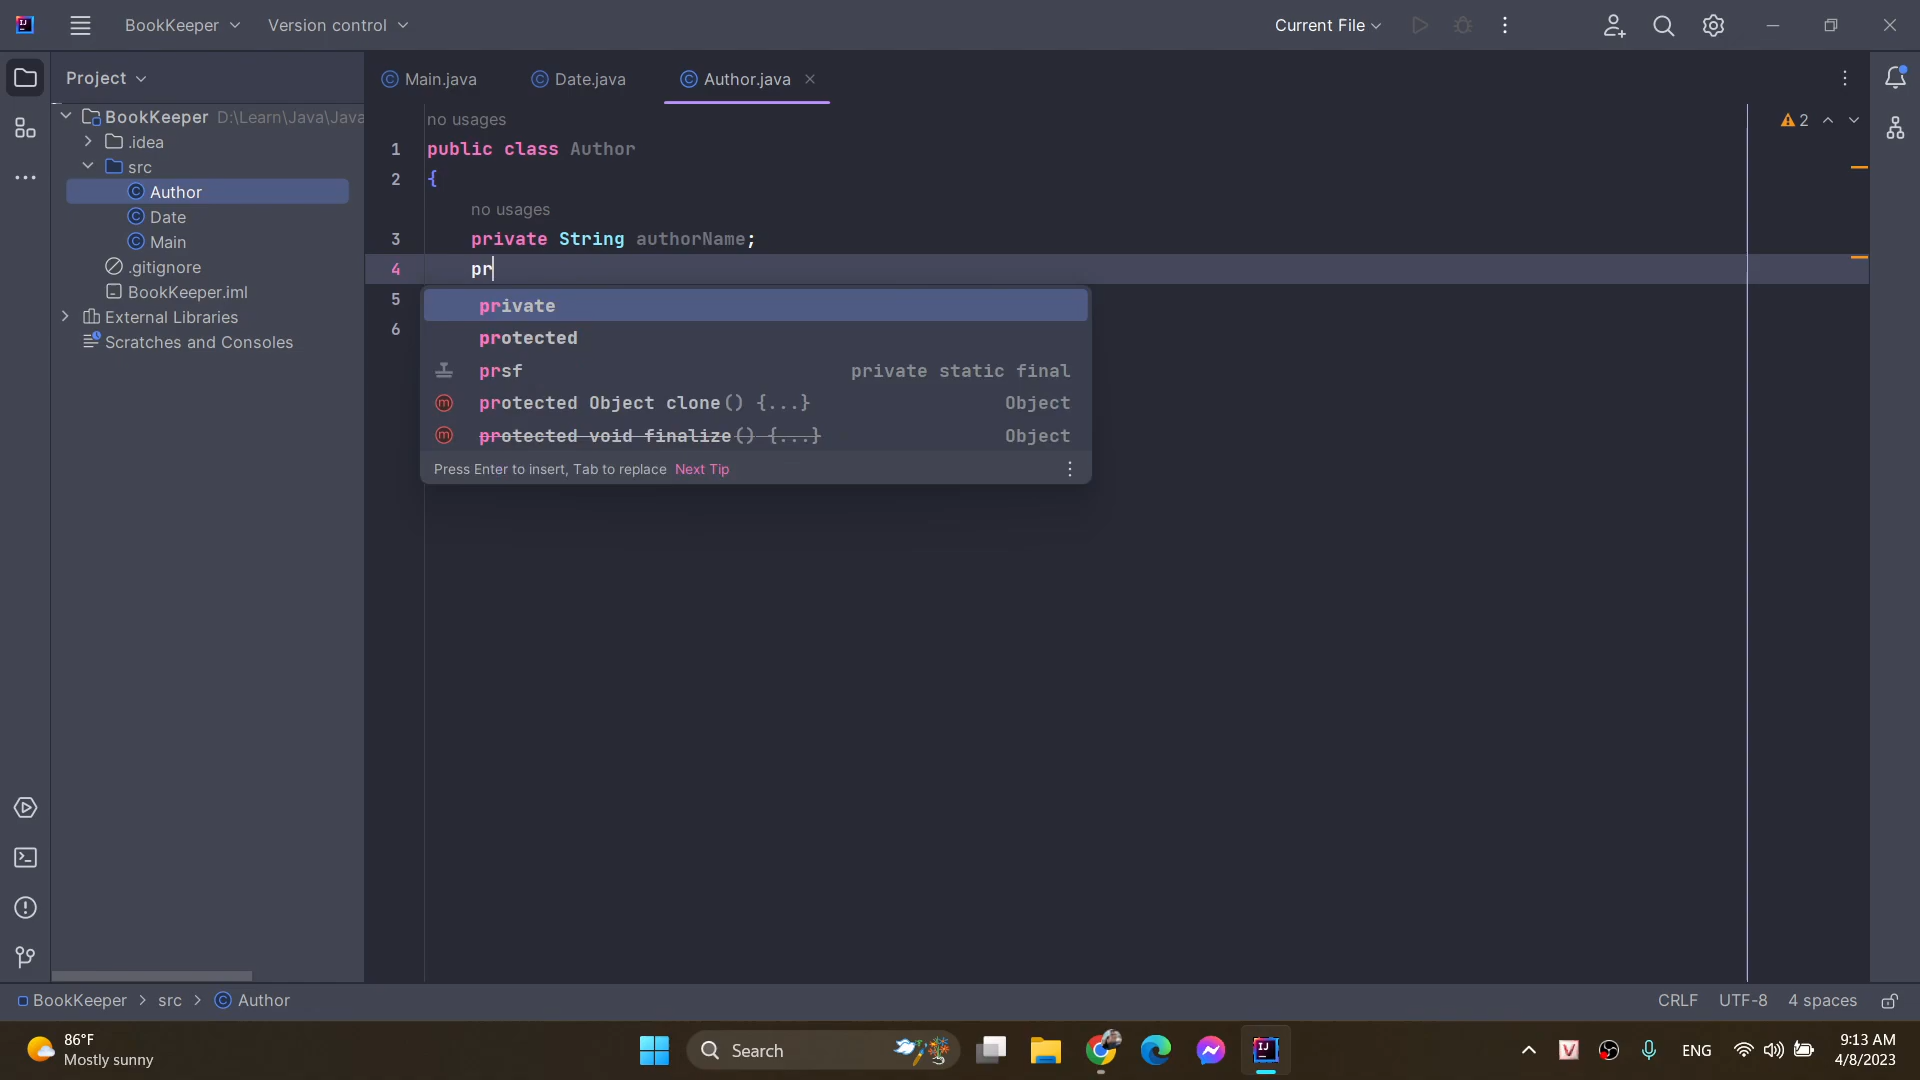 BookKeeper
Version control
Current File
Project
Main.java
Date.java
Author.java
BookKeeper D:\Learn\Java\Java
.idea
src
Author
Date
Main
.gitignore
BookKeeper.iml
External Libraries
Scratches and Consoles
no usages
2
1 public class Author
2 {
no usages
3 private String authorName;
4 pr
5
6
private
protected
prsf private static final
protected Object clone() {...} Object
protected void finalize() {...} Object
Press Enter to insert, Tab to replace Next Tip
BookKeeper > src > Author
CRLF UTF-8 4 spaces
86°F
Mostly sunny
Search
ENG
9:13 AM
4/8/2023